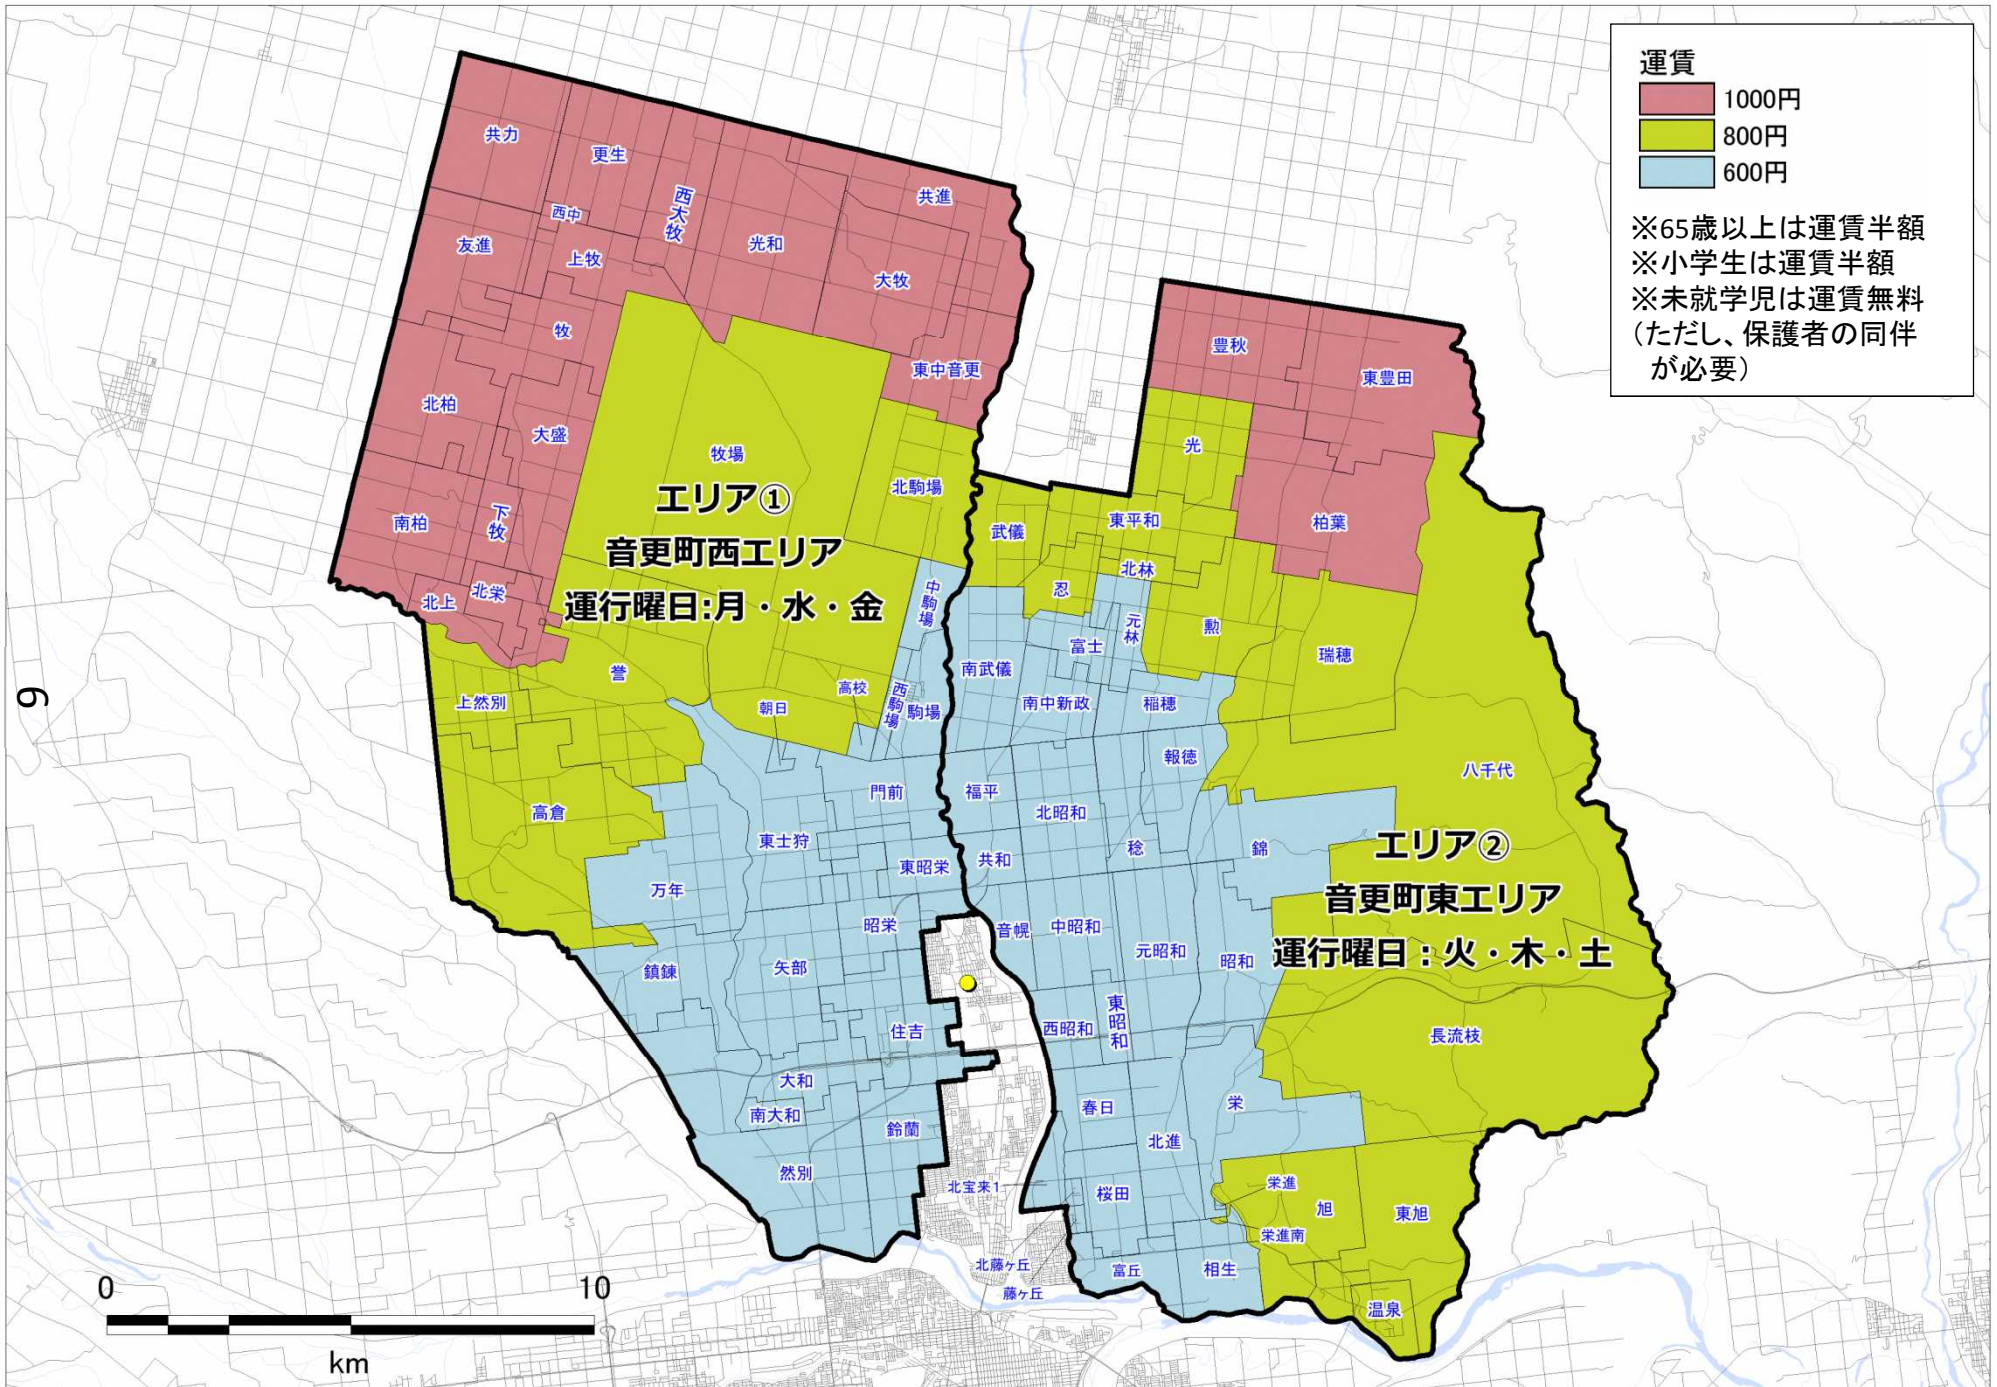 運賃
1000円
800円
600円
※65歳以上は運賃半額
※小学生は運賃半額
※未就学児は運賃無料
(ただし、保護者の同伴
が必要)
共力
更生
西大牧
共進
西中
友進
上牧
光和
大牧
牧
東中音更
北柏
大盛
牧場
北駒場
南柏
下牧
北上
北栄
中駒場
誉
上然別
朝日
高校
西駒場
駒場
高倉
門前
東士狩
東昭栄
万年
昭栄
鎮錬
矢部
住吉
大和
南大和
鈴蘭
然別
エリア①
音更町西エリア
運行曜日:月・水・金
豊秋
東豊田
光
柏葉
武儀
東平和
北林
忍
元林
勲
富士
瑞穂
南武儀
南中新政
稲穂
報徳
八千代
福平
北昭和
共和
稔
錦
音幌
中昭和
元昭和
昭和
西昭和
東昭和
長流枝
春日
栄
北進
桜田
栄進
旭
東旭
栄進南
富丘
相生
温泉
北宝来1
北藤ヶ丘
藤ヶ丘
エリア②
音更町東エリア
運行曜日：火・木・土
0
10
km
9